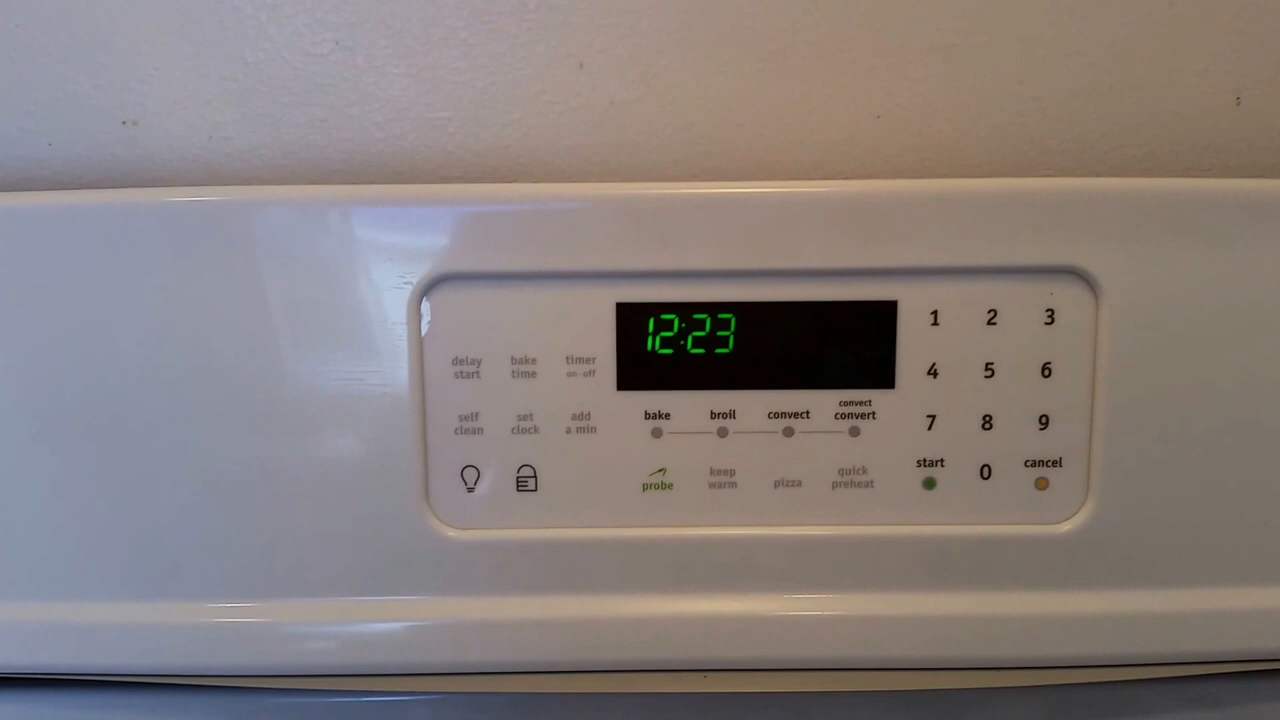 12:23
1 2 3
delay start
bake time
timer on-off
4 5 6
bake
broil
convect
convect convert
self clean
set clock
add a min
7 8 9
probe
keep warm
pizza
quick preheat
start
0
cancel